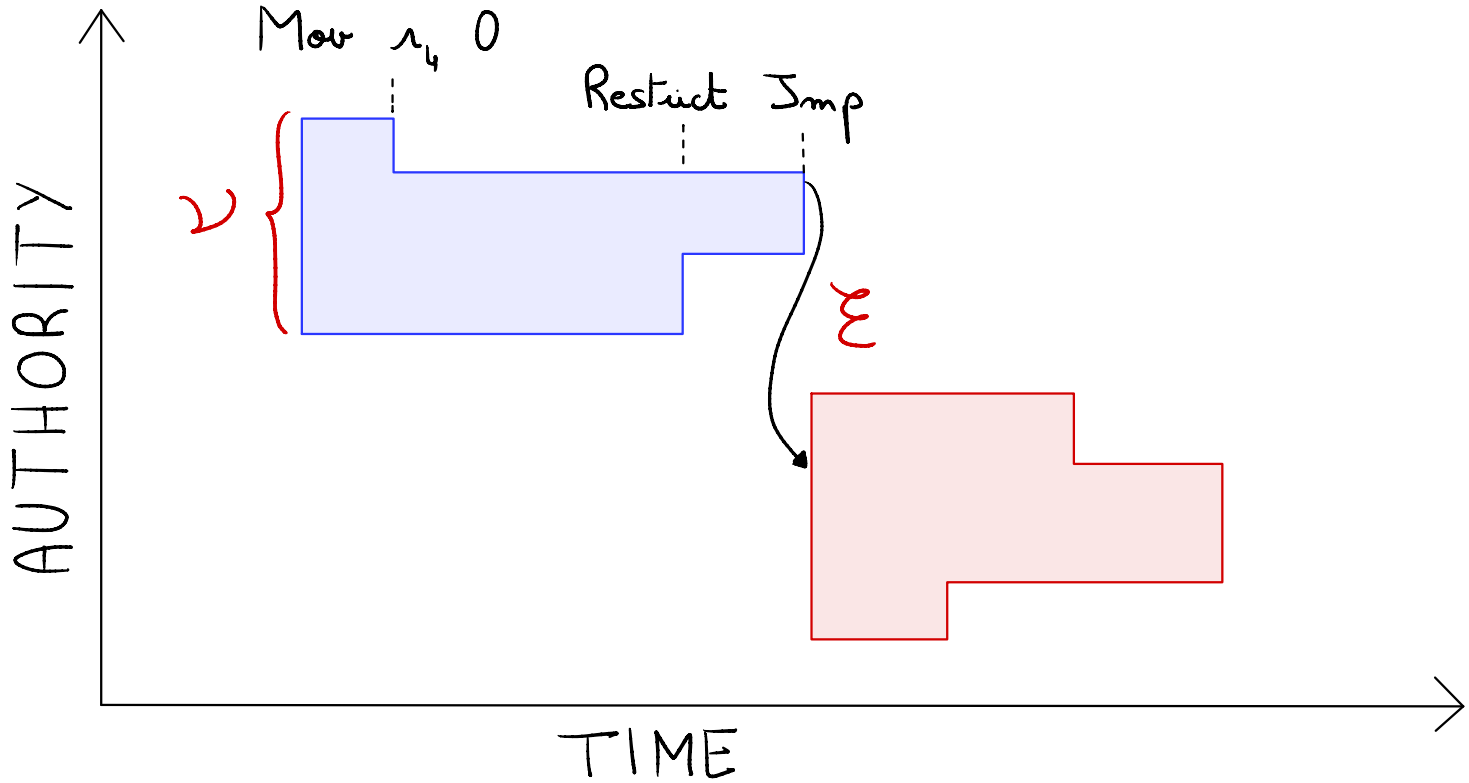 Mov r₄ 0
Restrict Jmp
𝒱
ℰ
AUTHORITY
TIME